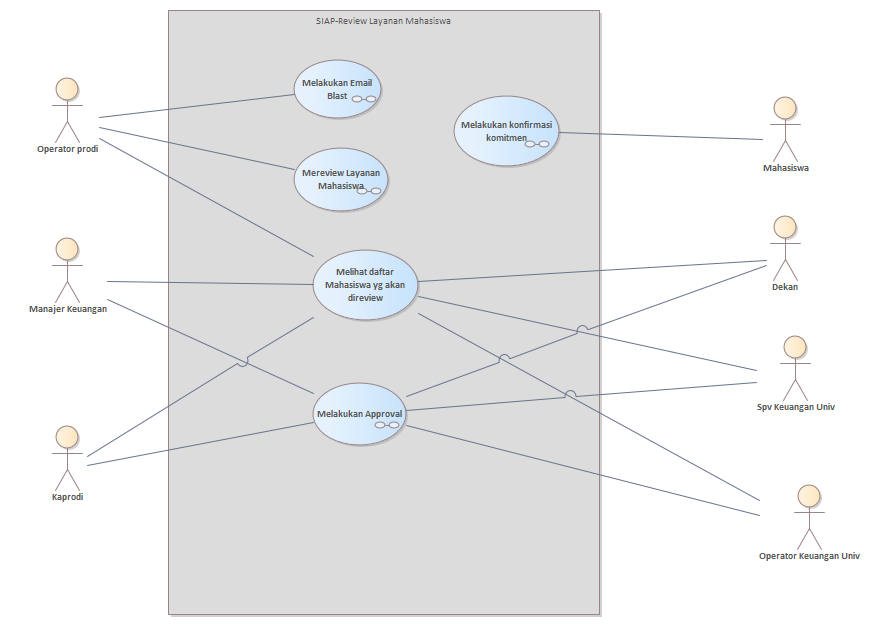 SIAP-Review Layanan Mahasiswa
Melakukan Email
Blast
Melakukan konfirmasi
komitmen
Operator prodi
Mahasiswa
Mereview Layanan
Mahasiswa
Melihat daftar
Mahasiswa yg akan
direview
Dekan
Manajer Keuangan
Melakukan Approval
Spv Keuangan Univ
Kaprodi
Operator Keuangan Univ